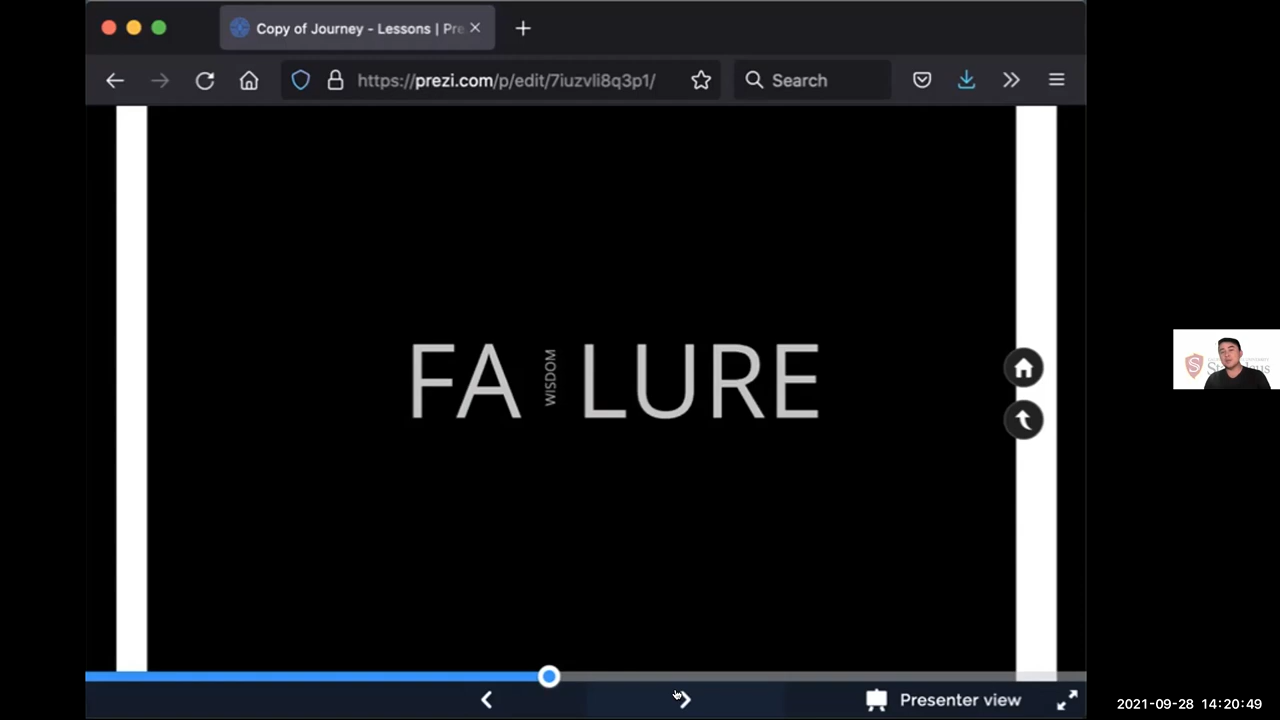 Copy of Journey - Lessons | Pre
https://prezi.com/p/edit/7iuzvli8q3p1/
Search
FA WISDOM LURE
Presenter view
2021-09-28 14:20:49